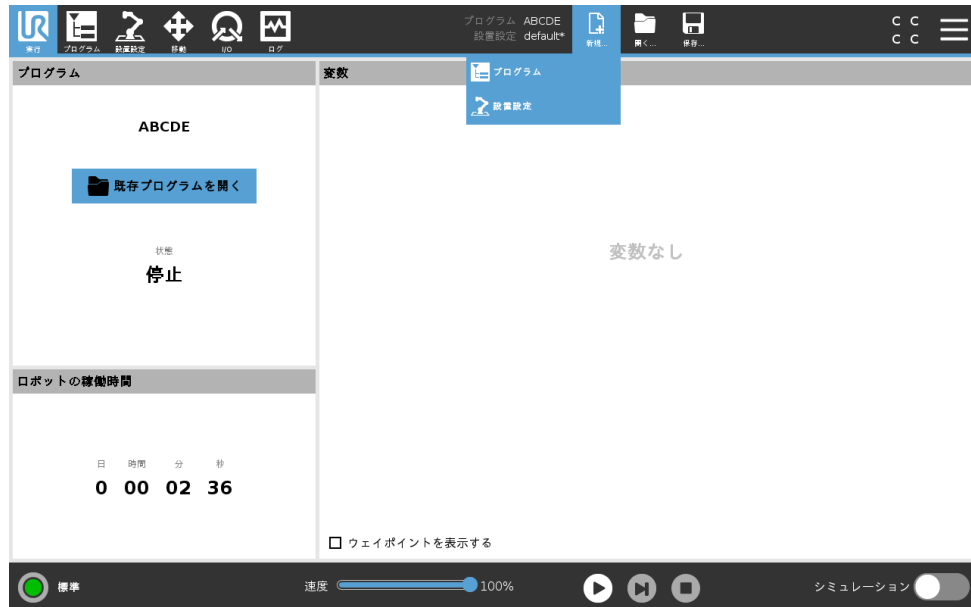 UR
実行
プログラム
設置設定
移動
I/O
ログ
プログラム ABCDE
設置設定 default*
新規...
開く...
保存...
C C
C C
プログラム
設置設定
プログラム
ABCDE
既存プログラムを開く
状態
停止
変数
変数なし
ロボットの稼働時間
日 時間 分 秒
0 00 02 36
ウェイポイントを表示する
標準
速度 100%
シミュレーション